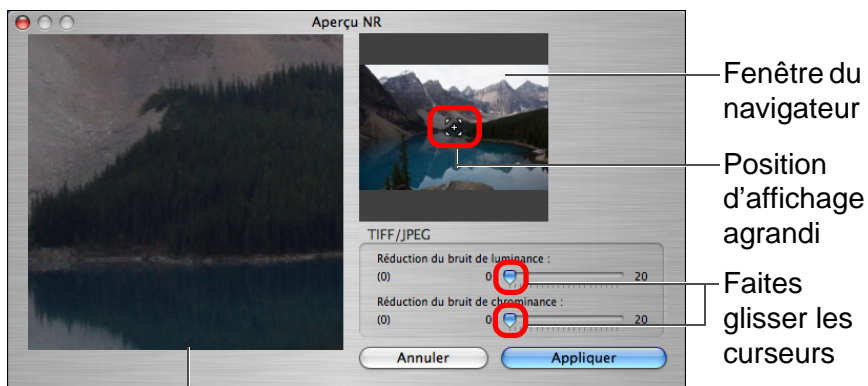 Aperçu NR
Fenêtre du
navigateur
Position
d’affichage
agrandi
TIFF/JPEG
Réduction du bruit de luminance :
(0) 0 20
Réduction du bruit de chrominance :
(0) 0 20
Faites
glisser les
curseurs
Annuler Appliquer